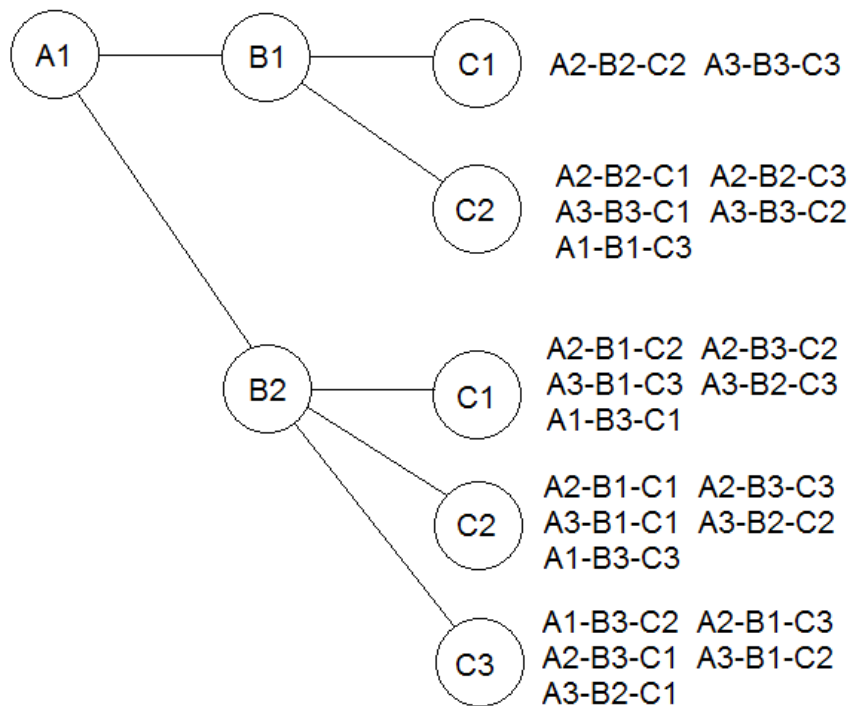 A1 B1 C1 A2-B2-C2 A3-B3-C3
C2 A2-B2-C1 A2-B2-C3
A3-B3-C1 A3-B3-C2
A1-B1-C3
B2 C1 A2-B1-C2 A2-B3-C2
A3-B1-C3 A3-B2-C3
A1-B3-C1
C2 A2-B1-C1 A2-B3-C3
A3-B1-C1 A3-B2-C2
A1-B3-C3
C3 A1-B3-C2 A2-B1-C3
A2-B3-C1 A3-B1-C2
A3-B2-C1